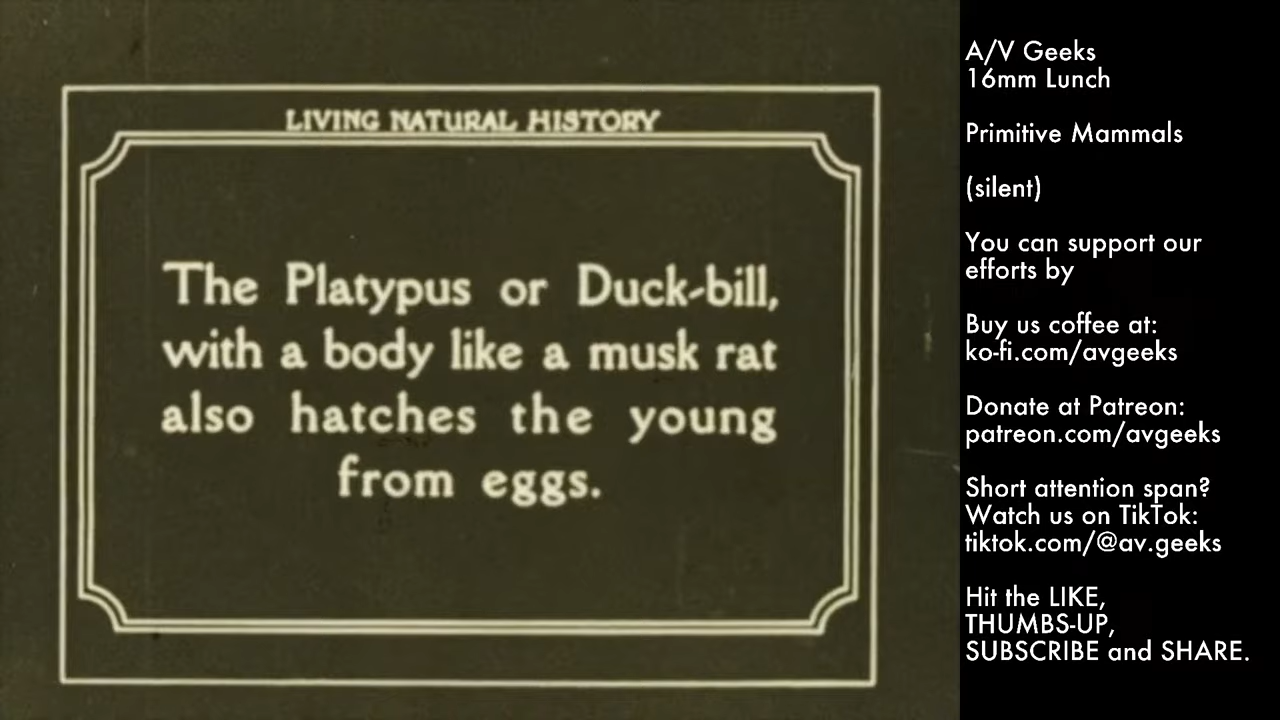 LIVING NATURAL HISTORY
The Platypus or Duck-bill,
with a body like a musk rat
also hatches the young
from eggs.
A/V Geeks
16mm Lunch
Primitive Mammals
(silent)
You can support our
efforts by
Buy us coffee at:
ko-fi.com/avgeeks
Donate at Patreon:
patreon.com/avgeeks
Short attention span?
Watch us on TikTok:
tiktok.com/@av.geeks
Hit the LIKE,
THUMBS-UP,
SUBSCRIBE and SHARE.